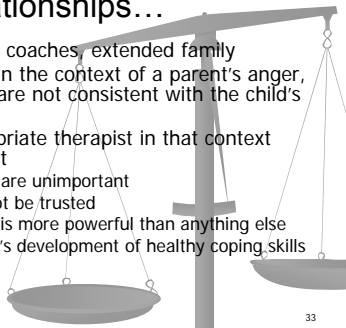 ationships…
coaches, extended family
n the context of a parent's anger,
are not consistent with the child's
priate therapist in that context
t
are unimportant
ot be trusted
is more powerful than anything else
's development of healthy coping skills
33